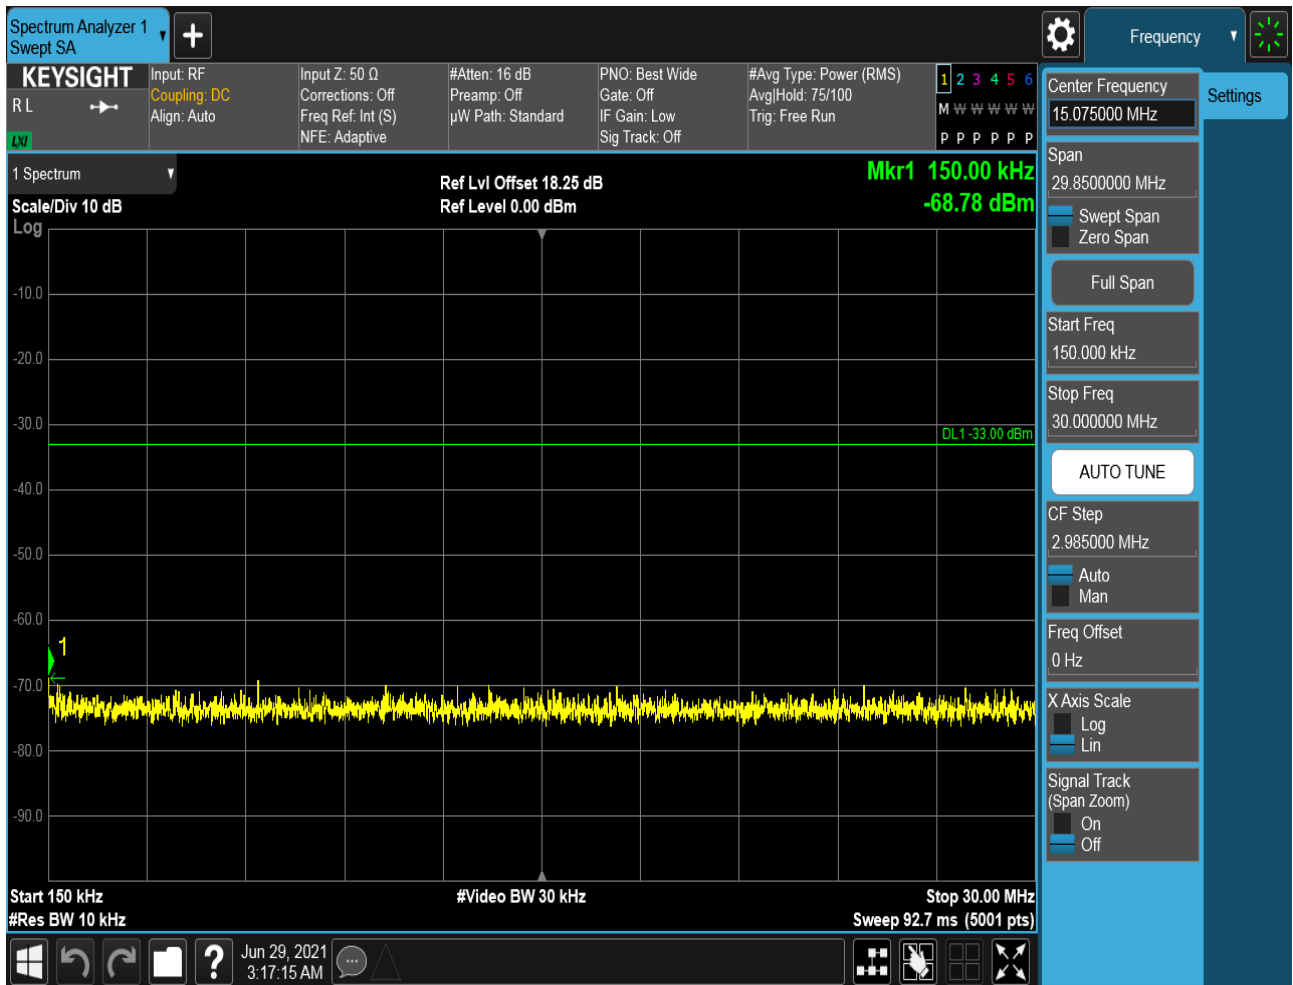 Spectrum Analyzer 1
Swept SA
Frequency
KEYSIGHT
R L
LXI
Input: RF
Coupling: DC
Align: Auto
Input Z: 50 Ω
Corrections: Off
Freq Ref: Int (S)
NFE: Adaptive
#Atten: 16 dB
Preamp: Off
µW Path: Standard
PNO: Best Wide
Gate: Off
IF Gain: Low
Sig Track: Off
#Avg Type: Power (RMS)
Avg|Hold: 75/100
Trig: Free Run
1 2 3 4 5 6
M W W W W W
P P P P P P
1 Spectrum
Scale/Div 10 dB
Log
Ref Lvl Offset 18.25 dB
Ref Level 0.00 dBm
Mkr1 150.00 kHz
-68.78 dBm
-10.0
-20.0
-30.0
DL1 -33.00 dBm
-40.0
-50.0
-60.0
1
-70.0
-80.0
-90.0
Start 150 kHz
#Res BW 10 kHz
#Video BW 30 kHz
Stop 30.00 MHz
Sweep 92.7 ms (5001 pts)
Center Frequency
15.075000 MHz
Settings
Span
29.8500000 MHz
Swept Span
Zero Span
Full Span
Start Freq
150.000 kHz
Stop Freq
30.000000 MHz
AUTO TUNE
CF Step
2.985000 MHz
Auto
Man
Freq Offset
0 Hz
X Axis Scale
Log
Lin
Signal Track
(Span Zoom)
On
Off
?
Jun 29, 2021
3:17:15 AM